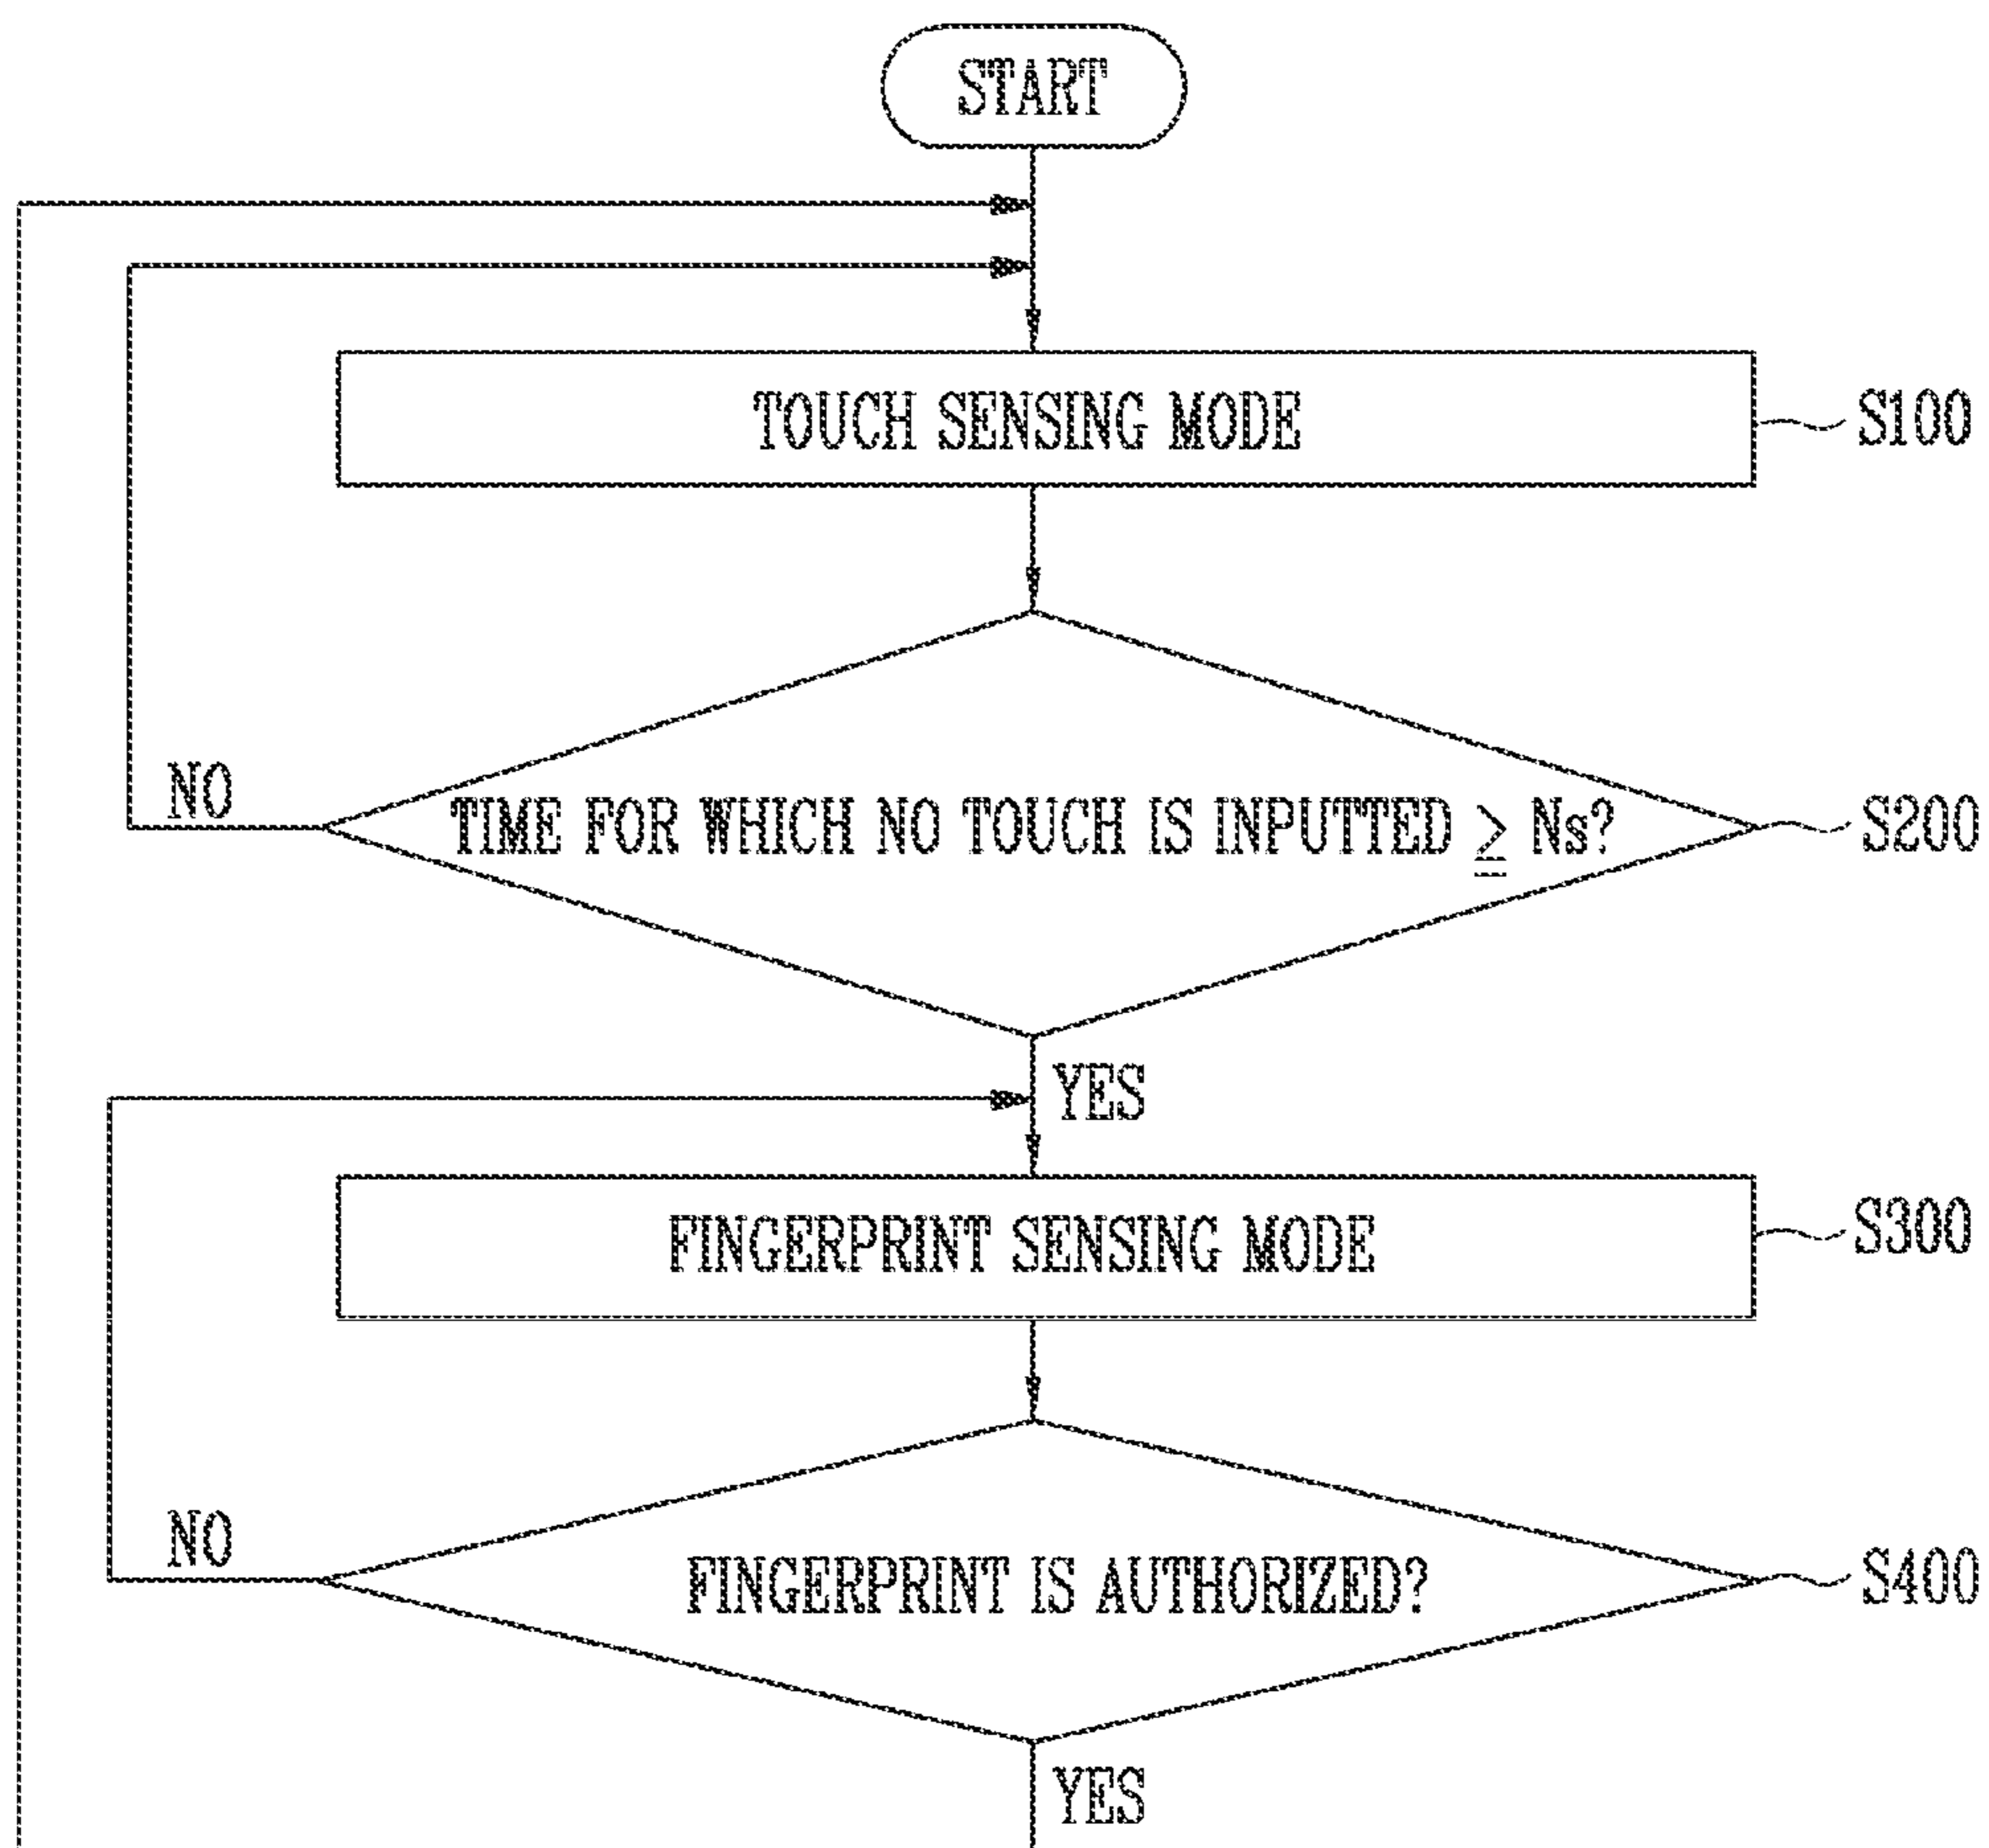 START
TOUCH SENSING MODE
S100
NO
TIME FOR WHICH NO TOUCH IS INPUTTED ≧ Ns?
S200
YES
FINGERPRINT SENSING MODE
S300
NO
FINGERPRINT IS AUTHORIZED?
S400
YES